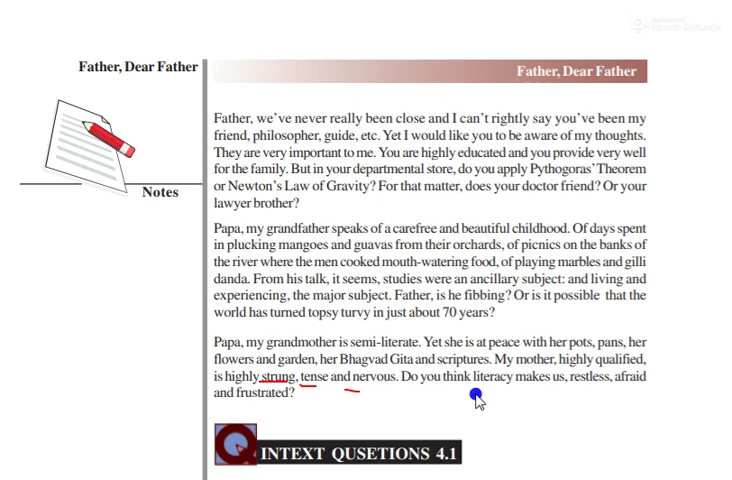 Father, Dear Father
Father, Dear Father
Notes
Father, we've never really been close and I can't rightly say you've been my
friend, philosopher, guide, etc. Yet I would like you to be aware of my thoughts.
They are very important to me. You are highly educated and you provide very well
for the family. But in your departmental store, do you apply Pythogoras' Theorem
or Newton's Law of Gravity? For that matter, does your doctor friend? Or your
lawyer brother?
Papa, my grandfather speaks of a carefree and beautiful childhood. Of days spent
in plucking mangoes and guavas from their orchards, of picnics on the banks of
the river where the men cooked mouth-watering food, of playing marbles and gilli
danda. From his talk, it seems, studies were an ancillary subject: and living and
experiencing, the major subject. Father, is he fibbing? Or is it possible that the
world has turned topsy turvy in just about 70 years?
Papa, my grandmother is semi-literate. Yet she is at peace with her pots, pans, her
flowers and garden, her Bhagvad Gita and scriptures. My mother, highly qualified,
is highly strung, tense and nervous. Do you think literacy makes us, restless, afraid
and frustrated?
INTEXT QUSETIONS 4.1